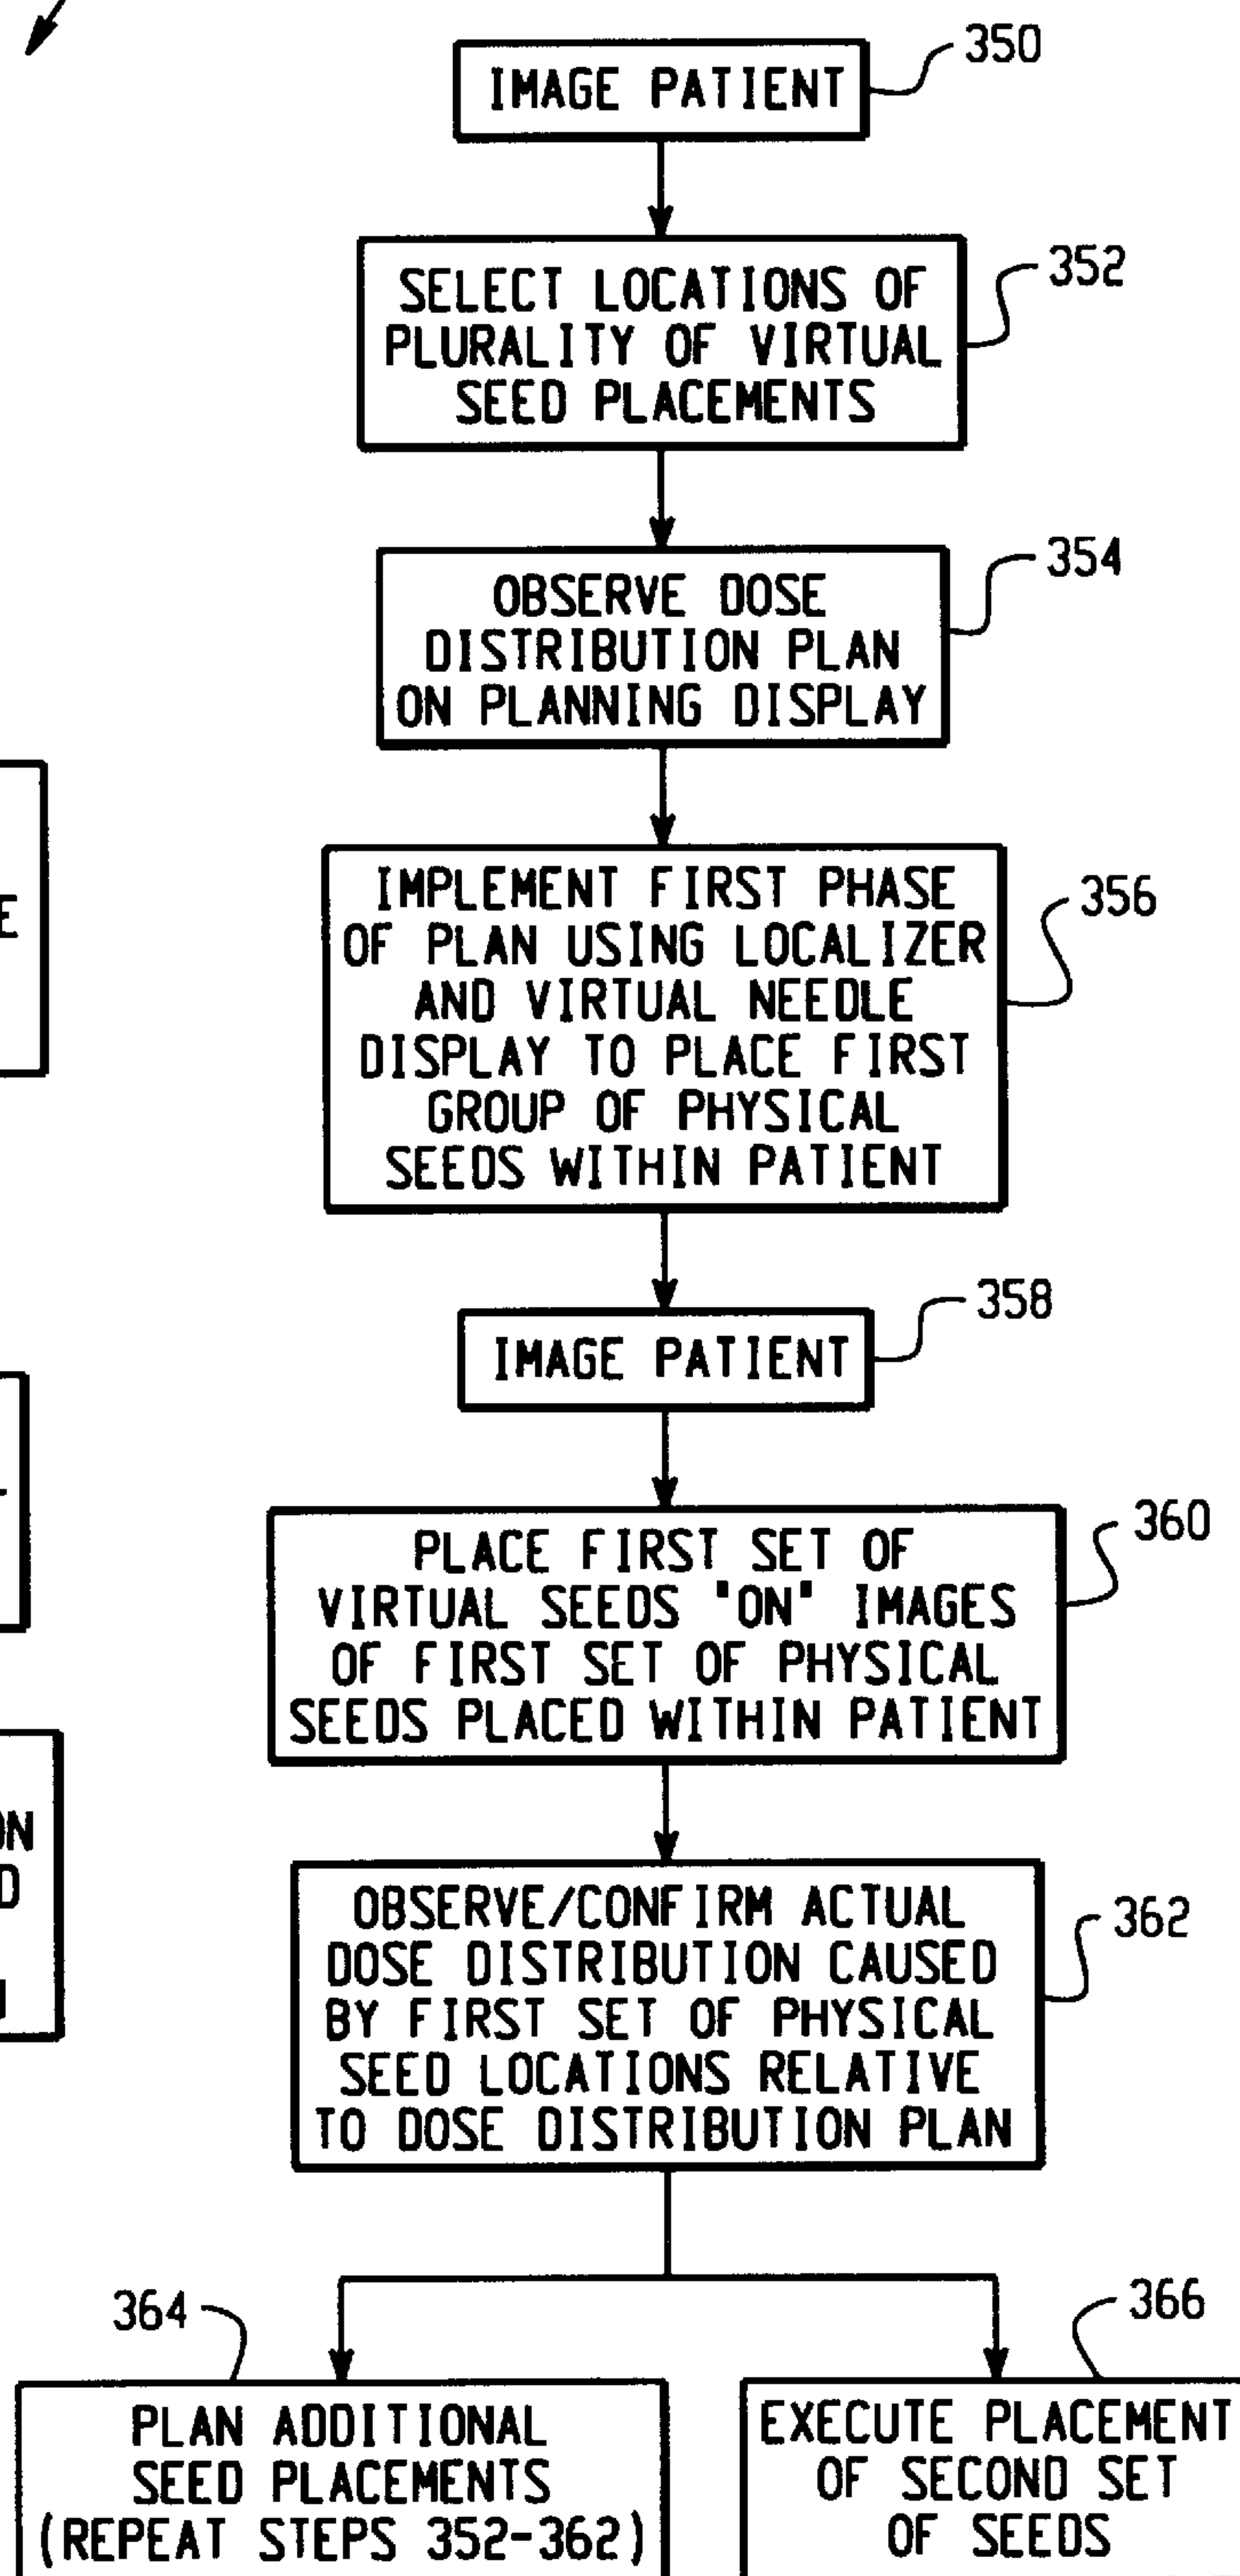 350
IMAGE PATIENT
352
SELECT LOCATIONS OF
PLURALITY OF VIRTUAL
SEED PLACEMENTS
354
OBSERVE DOSE
DISTRIBUTION PLAN
ON PLANNING DISPLAY
356
IMPLEMENT FIRST PHASE
OF PLAN USING LOCALIZER
AND VIRTUAL NEEDLE
DISPLAY TO PLACE FIRST
GROUP OF PHYSICAL
SEEDS WITHIN PATIENT
E
358
IMAGE PATIENT
360
PLACE FIRST SET OF
VIRTUAL SEEDS "ON" IMAGES
OF FIRST SET OF PHYSICAL
SEEDS PLACED WITHIN PATIENT
ON
D
362
OBSERVE/CONFIRM ACTUAL
DOSE DISTRIBUTION CAUSED
BY FIRST SET OF PHYSICAL
SEED LOCATIONS RELATIVE
TO DOSE DISTRIBUTION PLAN
364
PLAN ADDITIONAL
SEED PLACEMENTS
(REPEAT STEPS 352-362)
366
EXECUTE PLACEMENT
OF SECOND SET
OF SEEDS